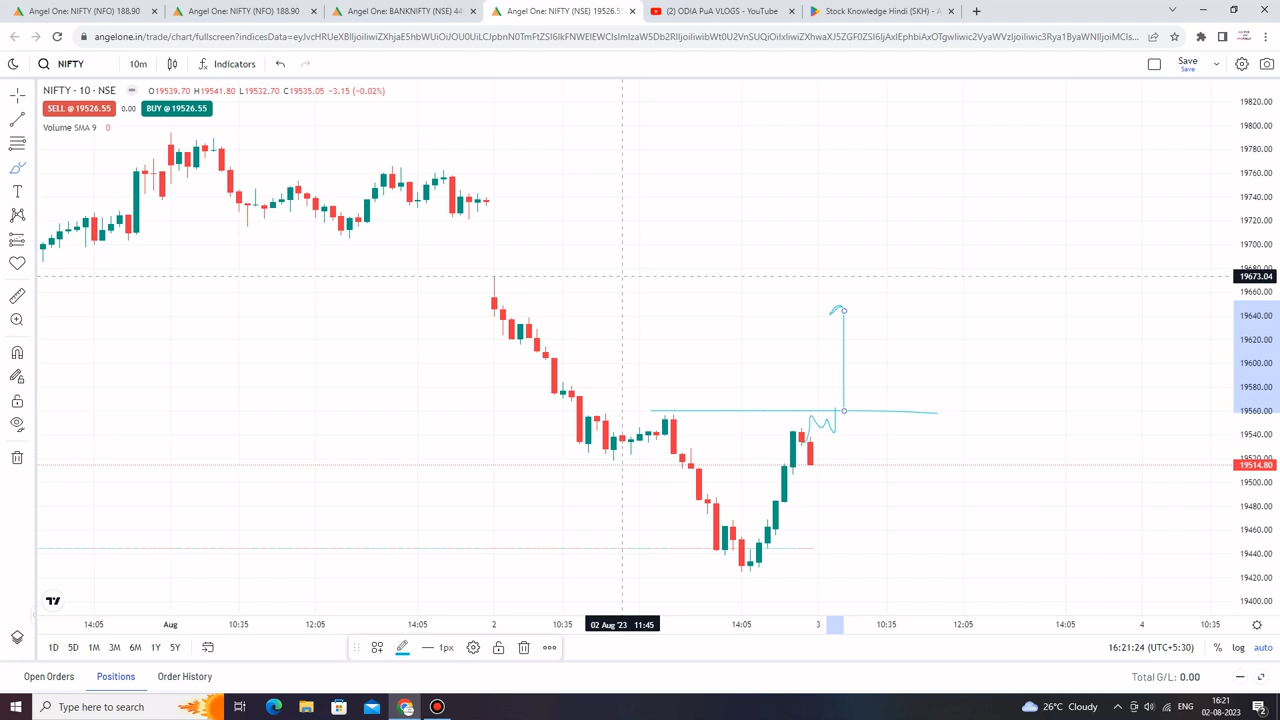 Angel One: NIFTY (NFO) 188.90
Angel One: NIFTY (NFO) 188.90
Angel One: BANKNIFTY (NSE) 44
Angel One: NIFTY (NSE) 19526.55
(2) ODIA PuA VLOGS - YouTube
Stock Knowledge Hindi (SKH) - A
NIFTY 10m Indicators Save
Save
NIFTY · 10 · NSE O19539.70 H19541.80 L19532.70 C19535.05 −3.15 (−0.02%)
SELL @ 19526.55 0.00 BUY @ 19526.55
Volume SMA 9 0
19820.00
19800.00
19780.00
19760.00
19740.00
19720.00
19700.00
19680.00
19673.04
19660.00
19640.00
19620.00
19600.00
19580.00
19560.00
19540.00
19520.00
19514.80
19500.00
19480.00
19460.00
19440.00
19420.00
19400.00
14:05 Aug 10:35 12:05 14:05 2 10:35 02 Aug '23 11:45 14:05 3 10:35 12:05 14:05 4 10:35
1D 5D 1M 3M 6M 1Y 5Y 1px 16:21:24 (UTC+5:30) % log auto
Open Orders Positions Order History Total G/L: 0.00
Type here to search 26°C Cloudy ENG 16:21
02-08-2023 2